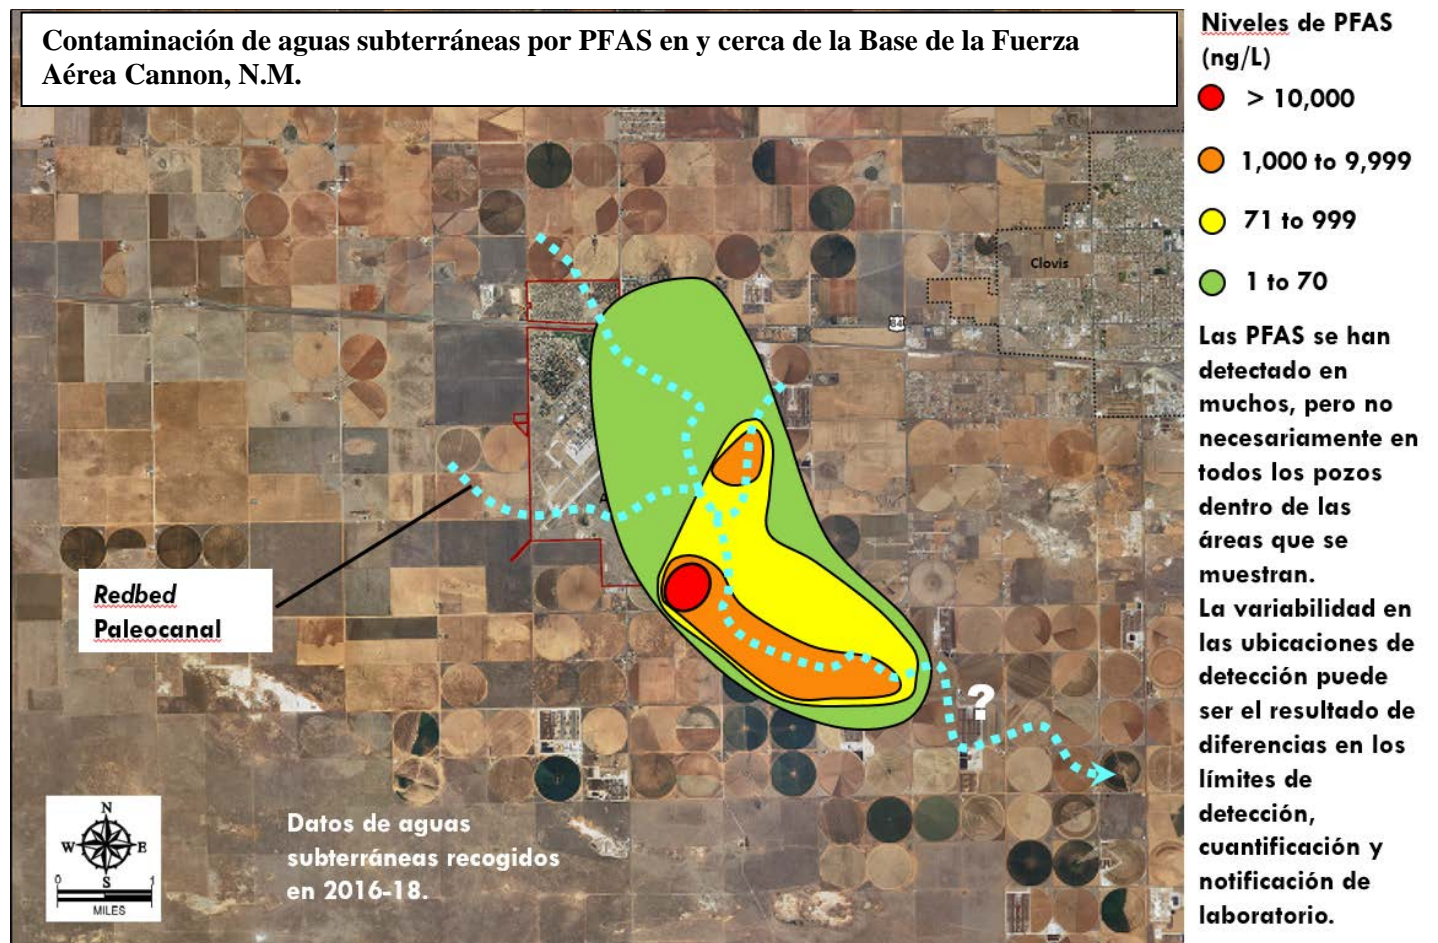 Contaminación de aguas subterráneas por PFAS en y cerca de la Base de la Fuerza
Aérea Cannon, N.M.
Niveles de PFAS
(ng/L)
> 10,000
1,000 to 9,999
71 to 999
1 to 70
Las PFAS se han
detectado en
muchos, pero no
necesariamente en
todos los pozos
dentro de las
áreas que se
muestran.
La variabilidad en
las ubicaciones de
detección puede
ser el resultado de
diferencias en los
límites de
detección,
cuantificación y
notificación de
laboratorio.
Clovis
84
A
Redbed
Paleocanal
?
Datos de aguas
subterráneas recogidos
en 2016-18.
N
W E
S
0 1
MILES